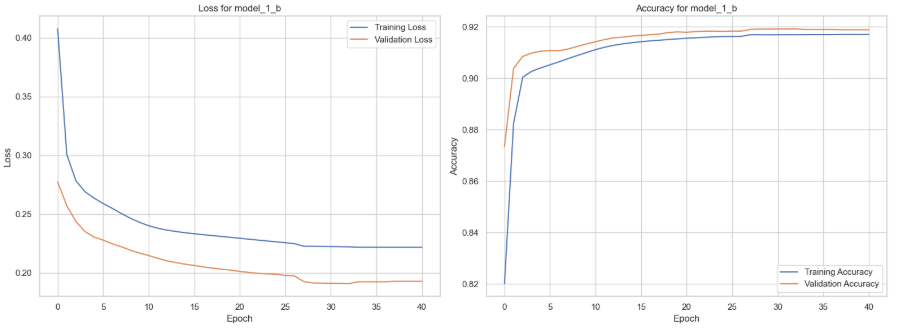 Loss for model_1_b
Training Loss
Validation Loss
0.40
0.35
0.30
0.25
0.20
Loss
0
5
10
15
20
25
30
35
40
Epoch
Accuracy for model_1_b
0.92
0.90
0.88
0.86
0.84
0.82
Accuracy
Training Accuracy
Validation Accuracy
0
5
10
15
20
25
30
35
40
Epoch